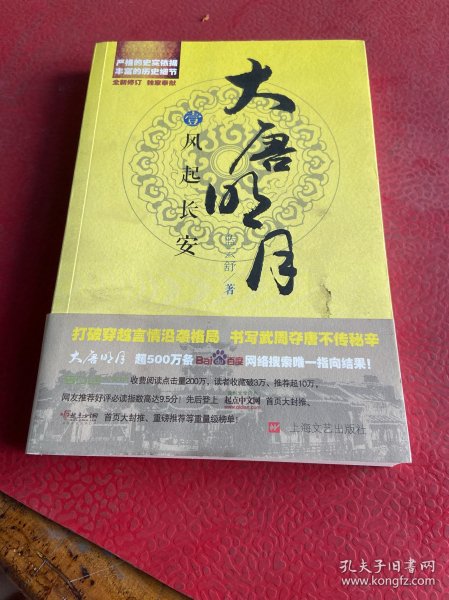 严格的史实依据
丰富的历史细节
全新修订 独家奉献
大唐明月
壹
风起长安
蓝云舒/著
打破穿越言情沿袭格局 书写武周夺唐不传秘辛
大唐明月 超500万条Bai百度网络搜索唯一指向结果!
收费阅读点击量200万，读者收藏破3万、推荐起10万，
网友推荐好评必读指数高达9.5分! 先后登上 起点中文网 首页大封推、
首页大封推、重磅推荐等重量级榜单!
上海文艺出版社
孔夫子旧书网